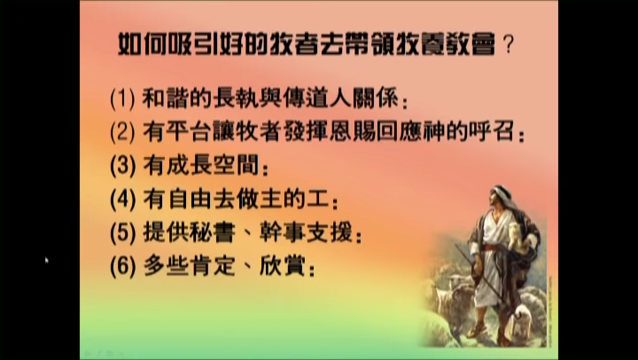 如何吸引好的牧者去帶領牧養教會？
(1) 和諧的長執與傳道人關係：
(2) 有平台讓牧者發揮恩賜回應神的呼召：
(3) 有成長空間：
(4) 有自由去做主的工：
(5) 提供秘書、幹事支援：
(6) 多些肯定、欣賞：